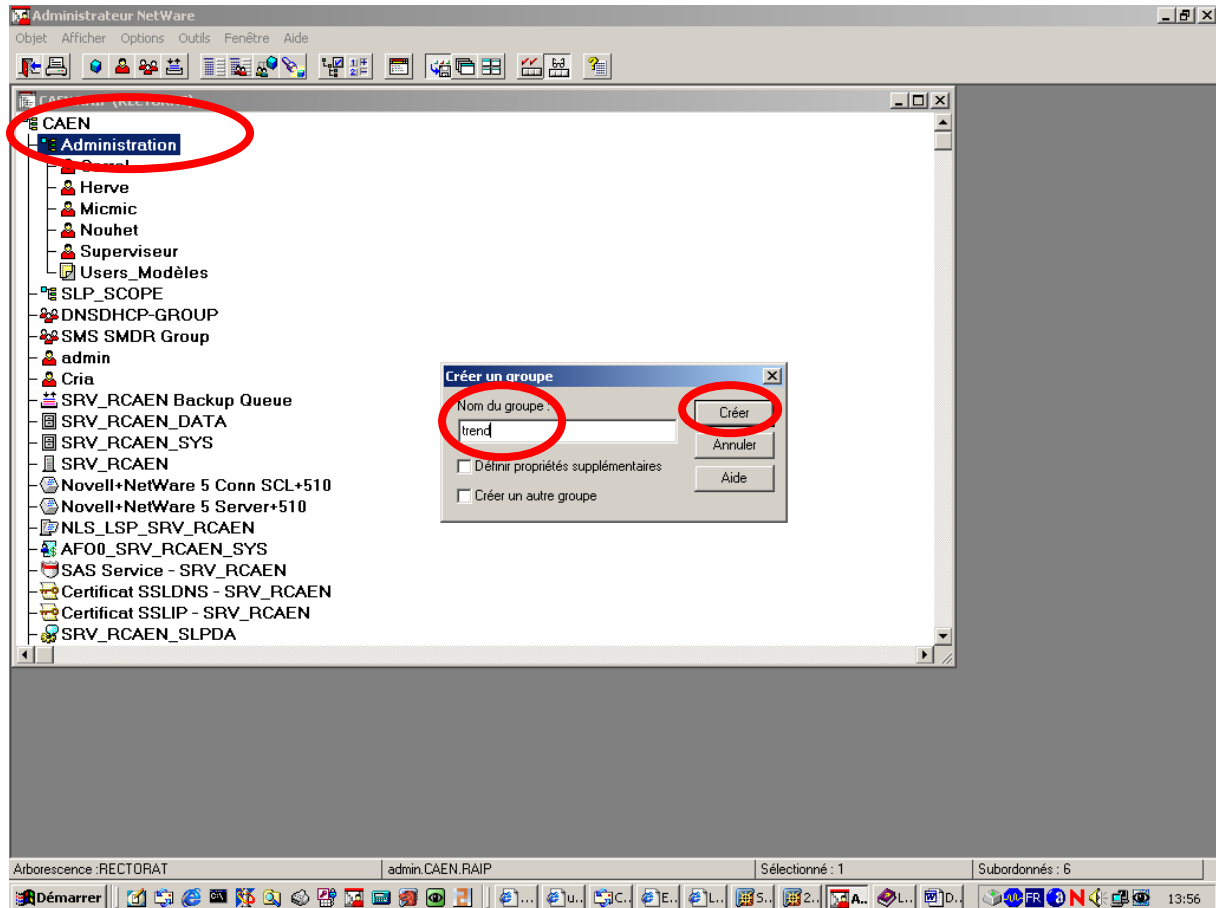 Administrateur NetWare
Objet Afficher Options Outils Fenêtre Aide
CAEN
Administration
Herve
Micmic
Nouhet
Superviseur
Users_Modèles
SLP_SCOPE
DNSDHCP-GROUP
SMS SMDR Group
admin
Cria
SRV_RCAEN Backup Queue
SRV_RCAEN_DATA
SRV_RCAEN_SYS
SRV_RCAEN
Novell+NetWare 5 Conn SCL+510
Novell+NetWare 5 Server+510
NLS_LSP_SRV_RCAEN
AFO0_SRV_RCAEN_SYS
SAS Service - SRV_RCAEN
Certificat SSLDNS - SRV_RCAEN
Certificat SSLIP - SRV_RCAEN
SRV_RCAEN_SLPDA
Créer un groupe
Nom du groupe :
trend
Créer
Annuler
Aide
Définir propriétés supplémentaires
Créer un autre groupe
Arborescence :RECTORAT admin.CAEN.RAIP Sélectionné : 1 Subordonnés : 6
Démarrer ... u.. C.. E.. L.. S.. 2.. A.. L.. D.. FR N 13:56